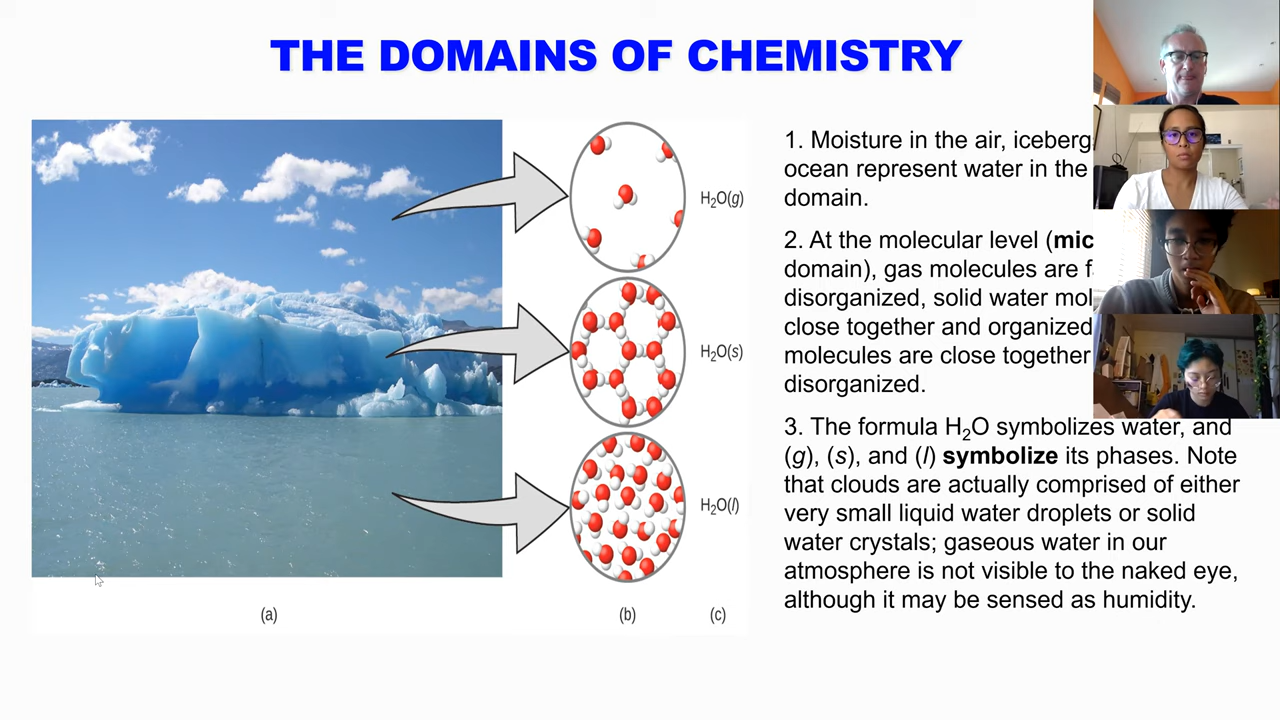 THE DOMAINS OF CHEMISTRY
1. Moisture in the air, iceberg
ocean represent water in the
domain.
2. At the molecular level (mic
domain), gas molecules are f
disorganized, solid water mol
close together and organized
molecules are close together
disorganized.
3. The formula H₂O symbolizes water, and
(g), (s), and (l) symbolize its phases. Note
that clouds are actually comprised of either
very small liquid water droplets or solid
water crystals; gaseous water in our
atmosphere is not visible to the naked eye,
although it may be sensed as humidity.
H₂O(g)
H₂O(s)
H₂O(l)
(a)
(b)
(c)